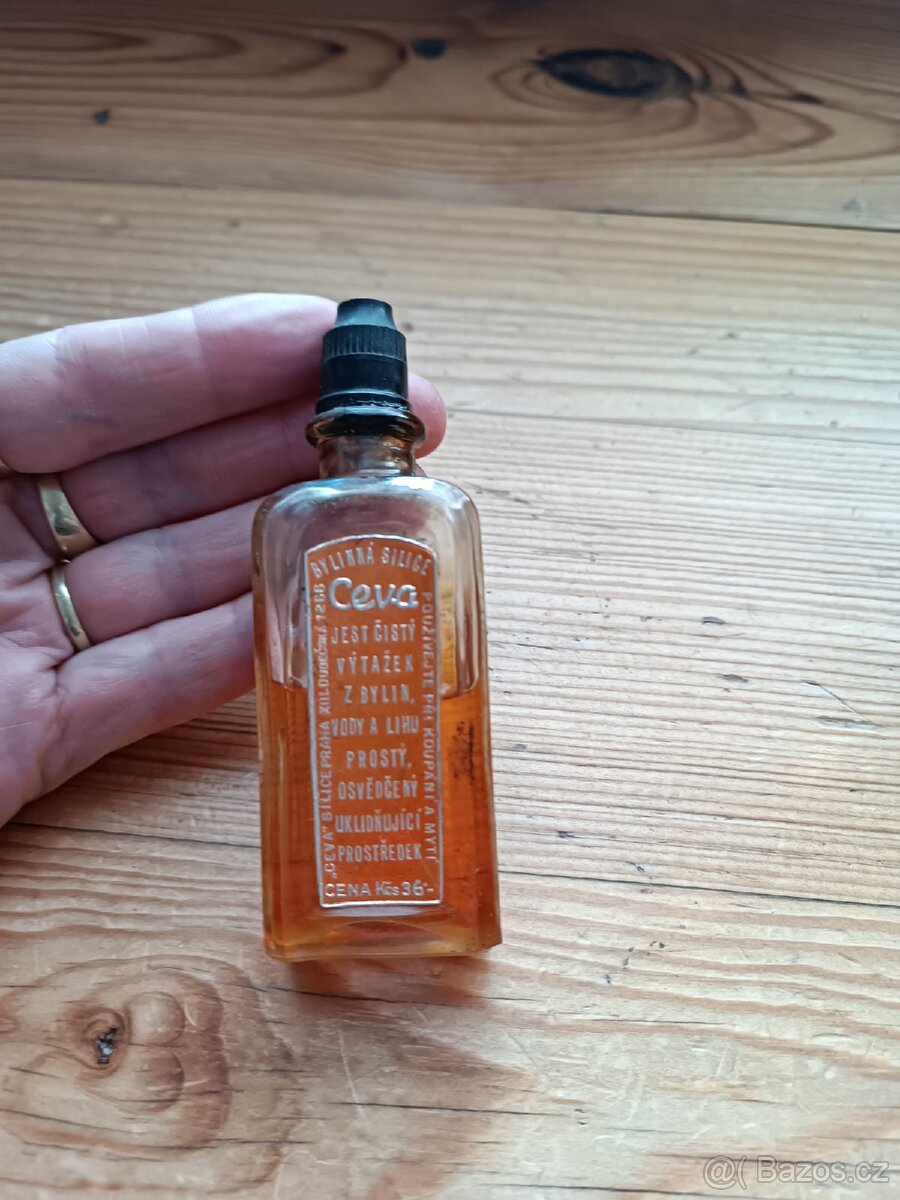 BYLINNÁ SILICE
Ceva
JEST ČISTÝ
VÝTAŽEK
Z BYLIN,
VODY A LIHU
PROSTÝ,
OSVĚDČENÝ
UKLIDŇUJÍCÍ
PROSTŘEDEK
CENA Kčs 36·-
POUŽÍVEJTE PŘI KOUPÁNÍ A MYTÍ
„CEVA" SILICE PRAHA XII. 1266
@( Bazos.cz